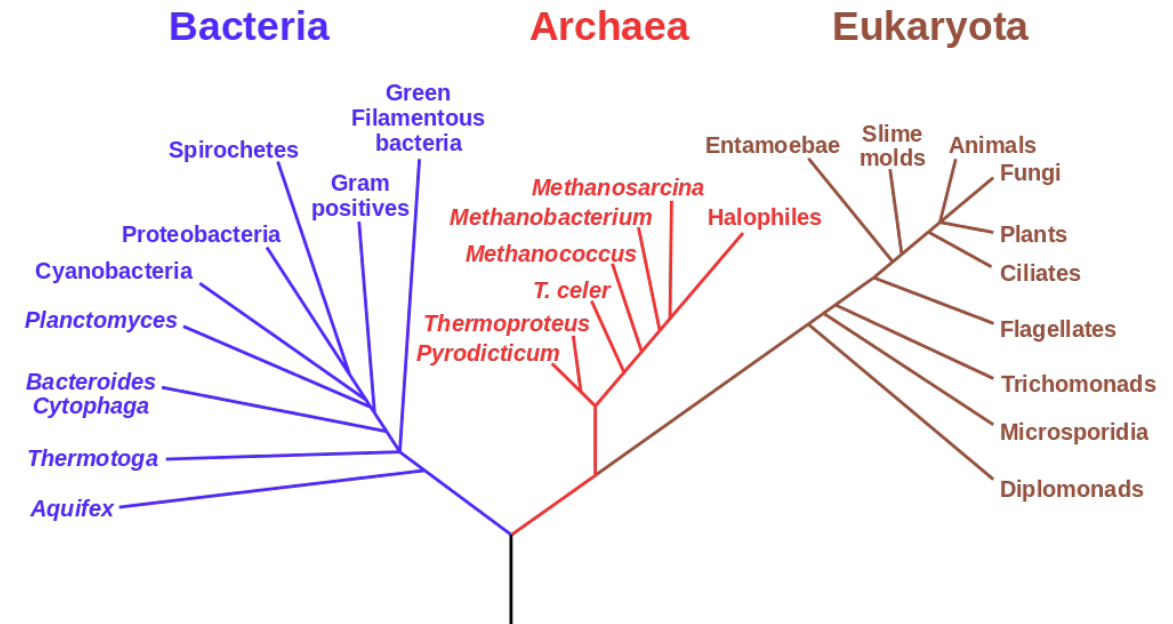 Bacteria
Archaea
Eukaryota
Green
Filamentous
bacteria
Spirochetes
Gram
positives
Proteobacteria
Cyanobacteria
Planctomyces
Bacteroides
Cytophaga
Thermotoga
Aquifex
Methanosarcina
Methanobacterium
Halophiles
Methanococcus
T. celer
Thermoproteus
Pyrodicticum
Entamoebae
Slime
molds
Animals
Fungi
Plants
Ciliates
Flagellates
Trichomonads
Microsporidia
Diplomonads